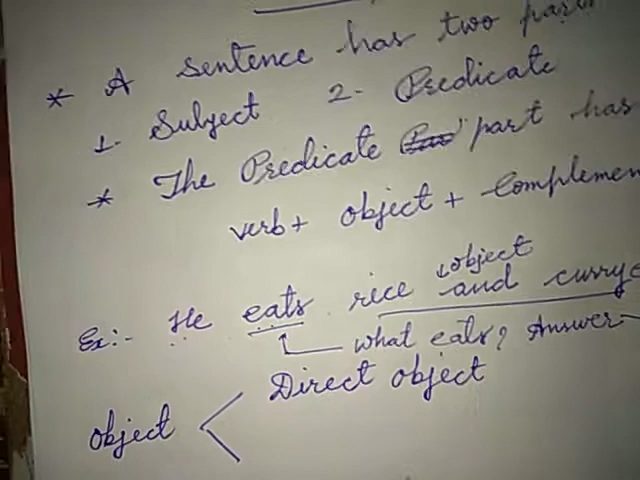 * A sentence has two parts
1- Subject 2- Predicate
* The Predicate part has
verb + object + Complemen
object
Ex:- He eats rice and curry
what eats? Answer
Direct object
object